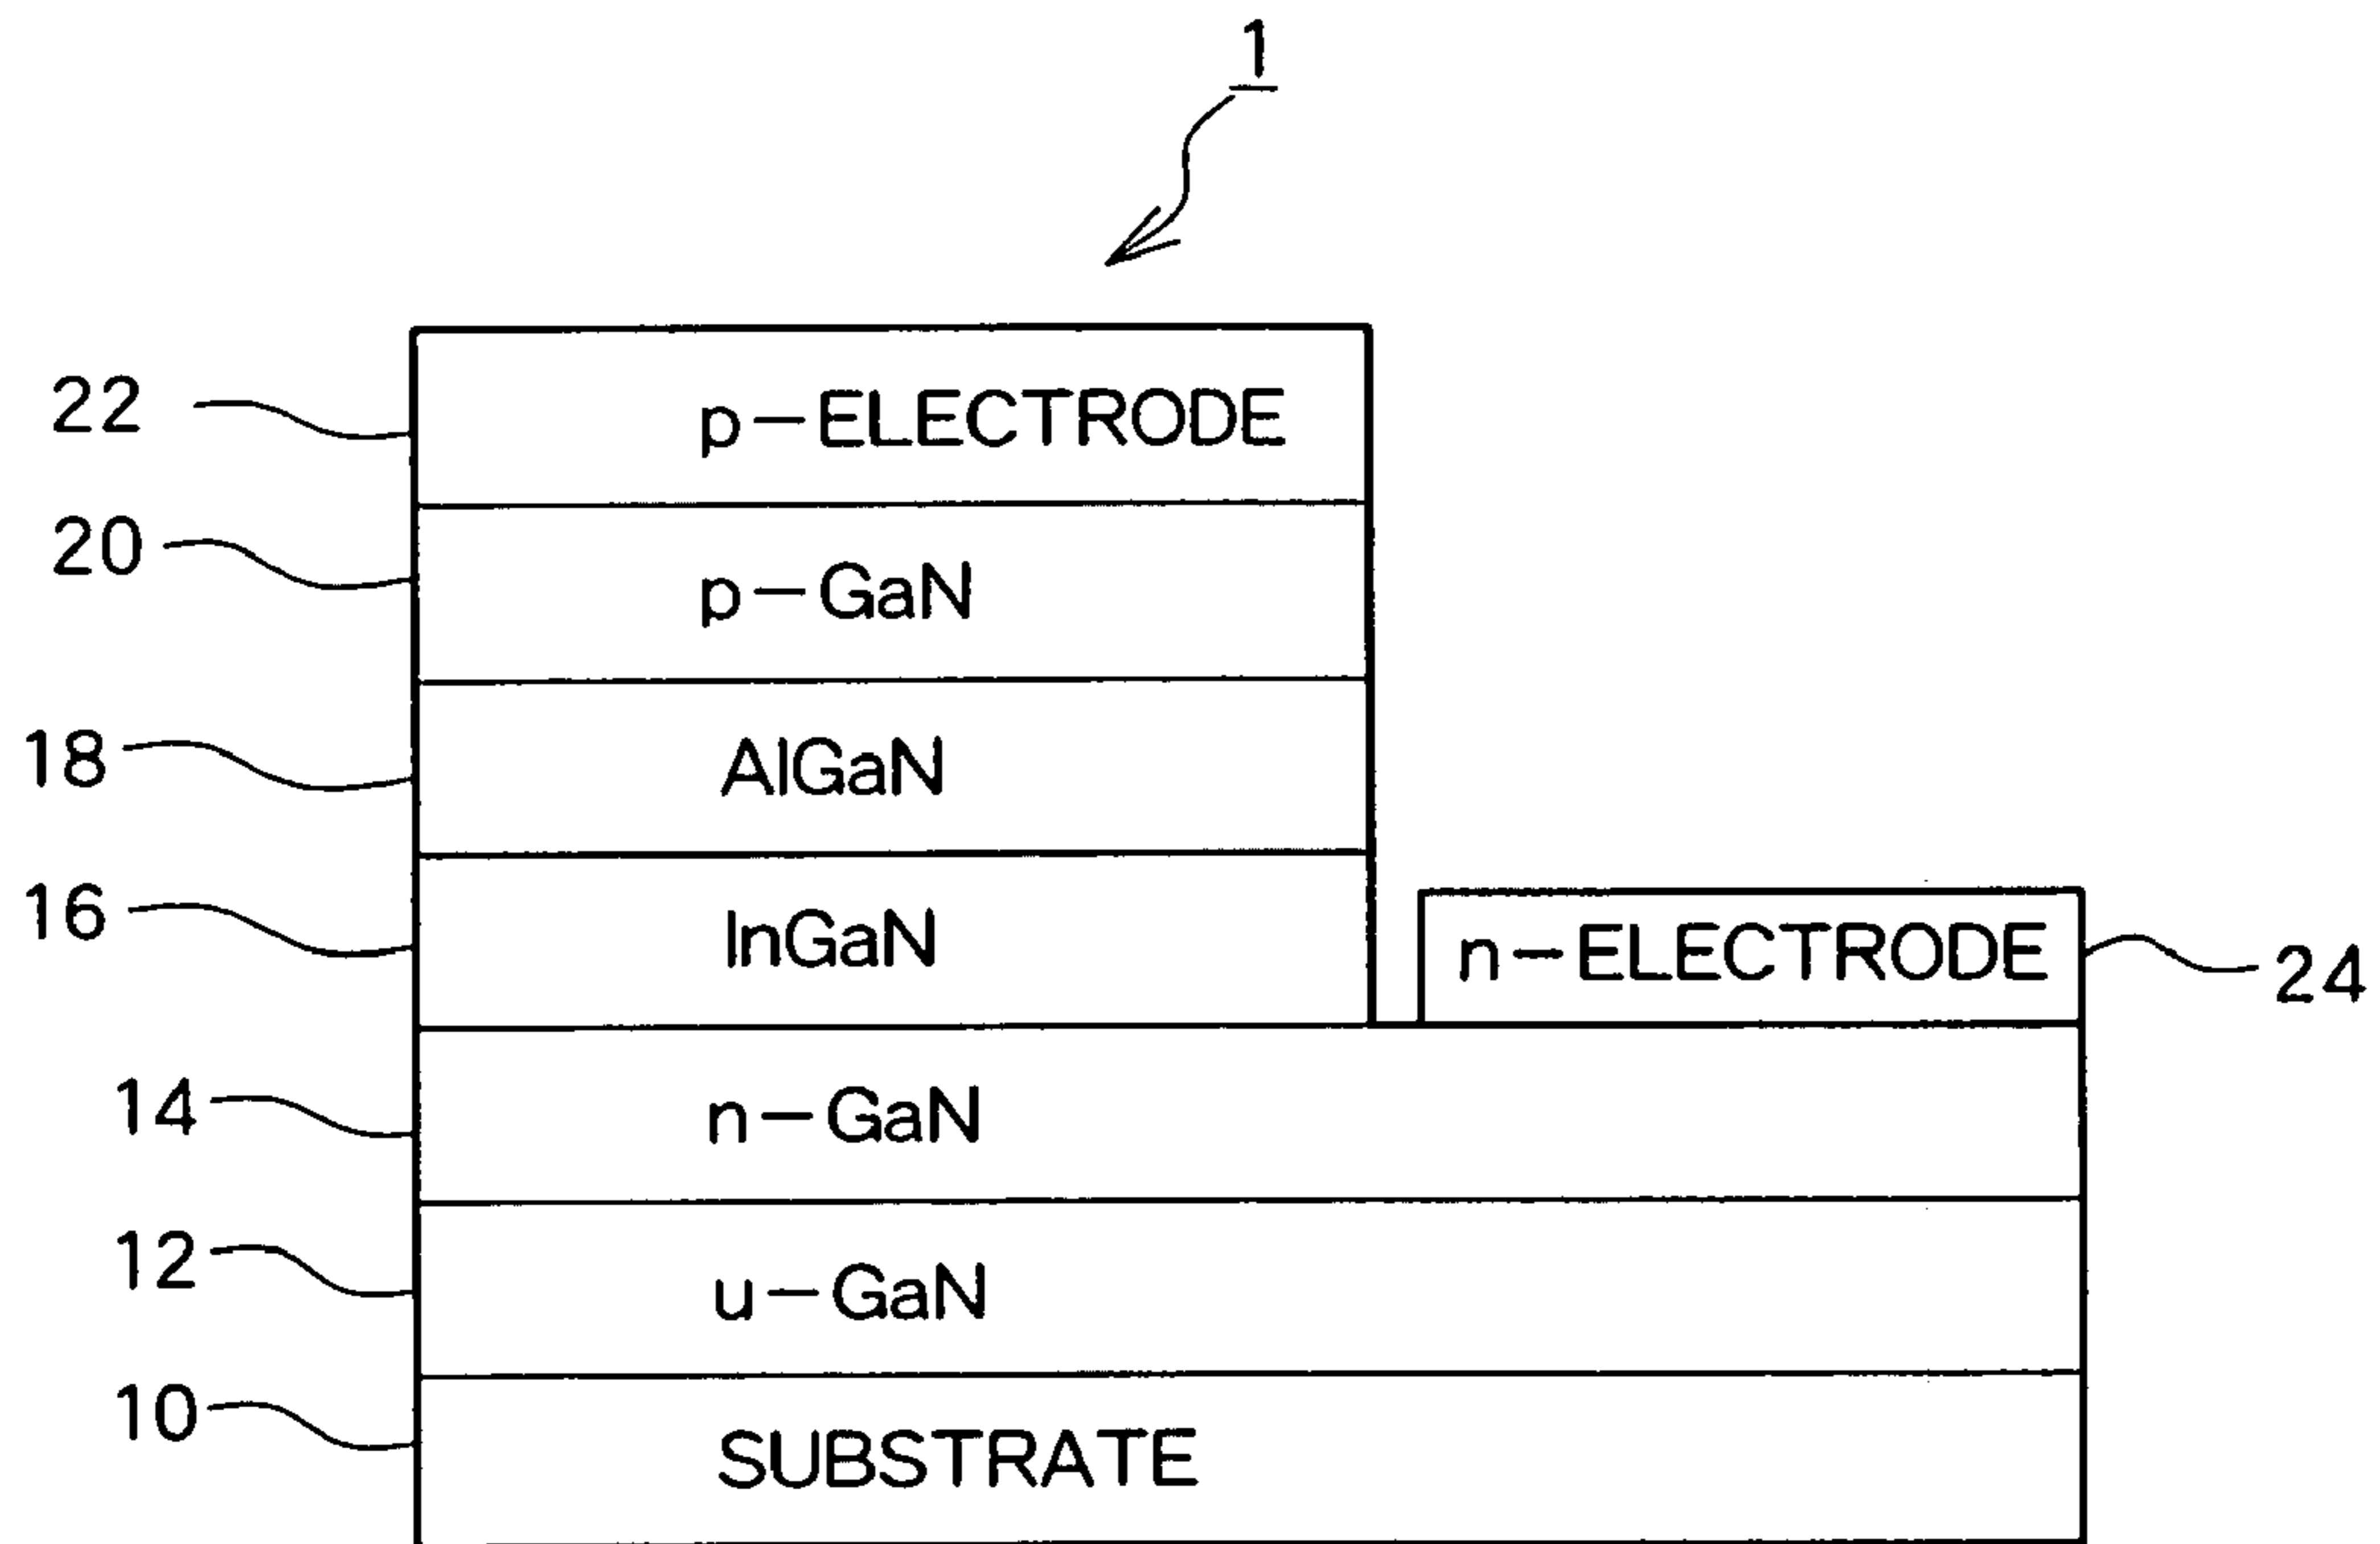 1
22 p-ELECTRODE
20 p-GaN
18 AlGaN
16 InGaN
n-ELECTRODE 24
14 n-GaN
12 u-GaN
10 SUBSTRATE